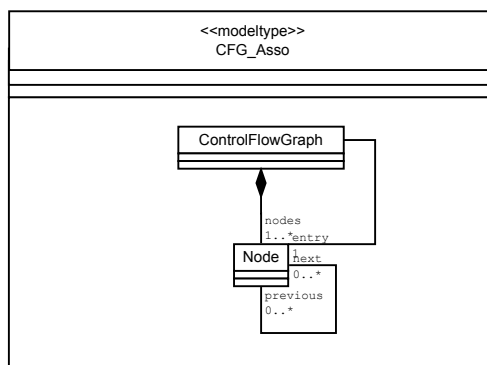 <<modeltype>>
CFG_Asso
ControlFlowGraph
nodes
1..*
entry
1
Node
next
0..*
previous
0..*